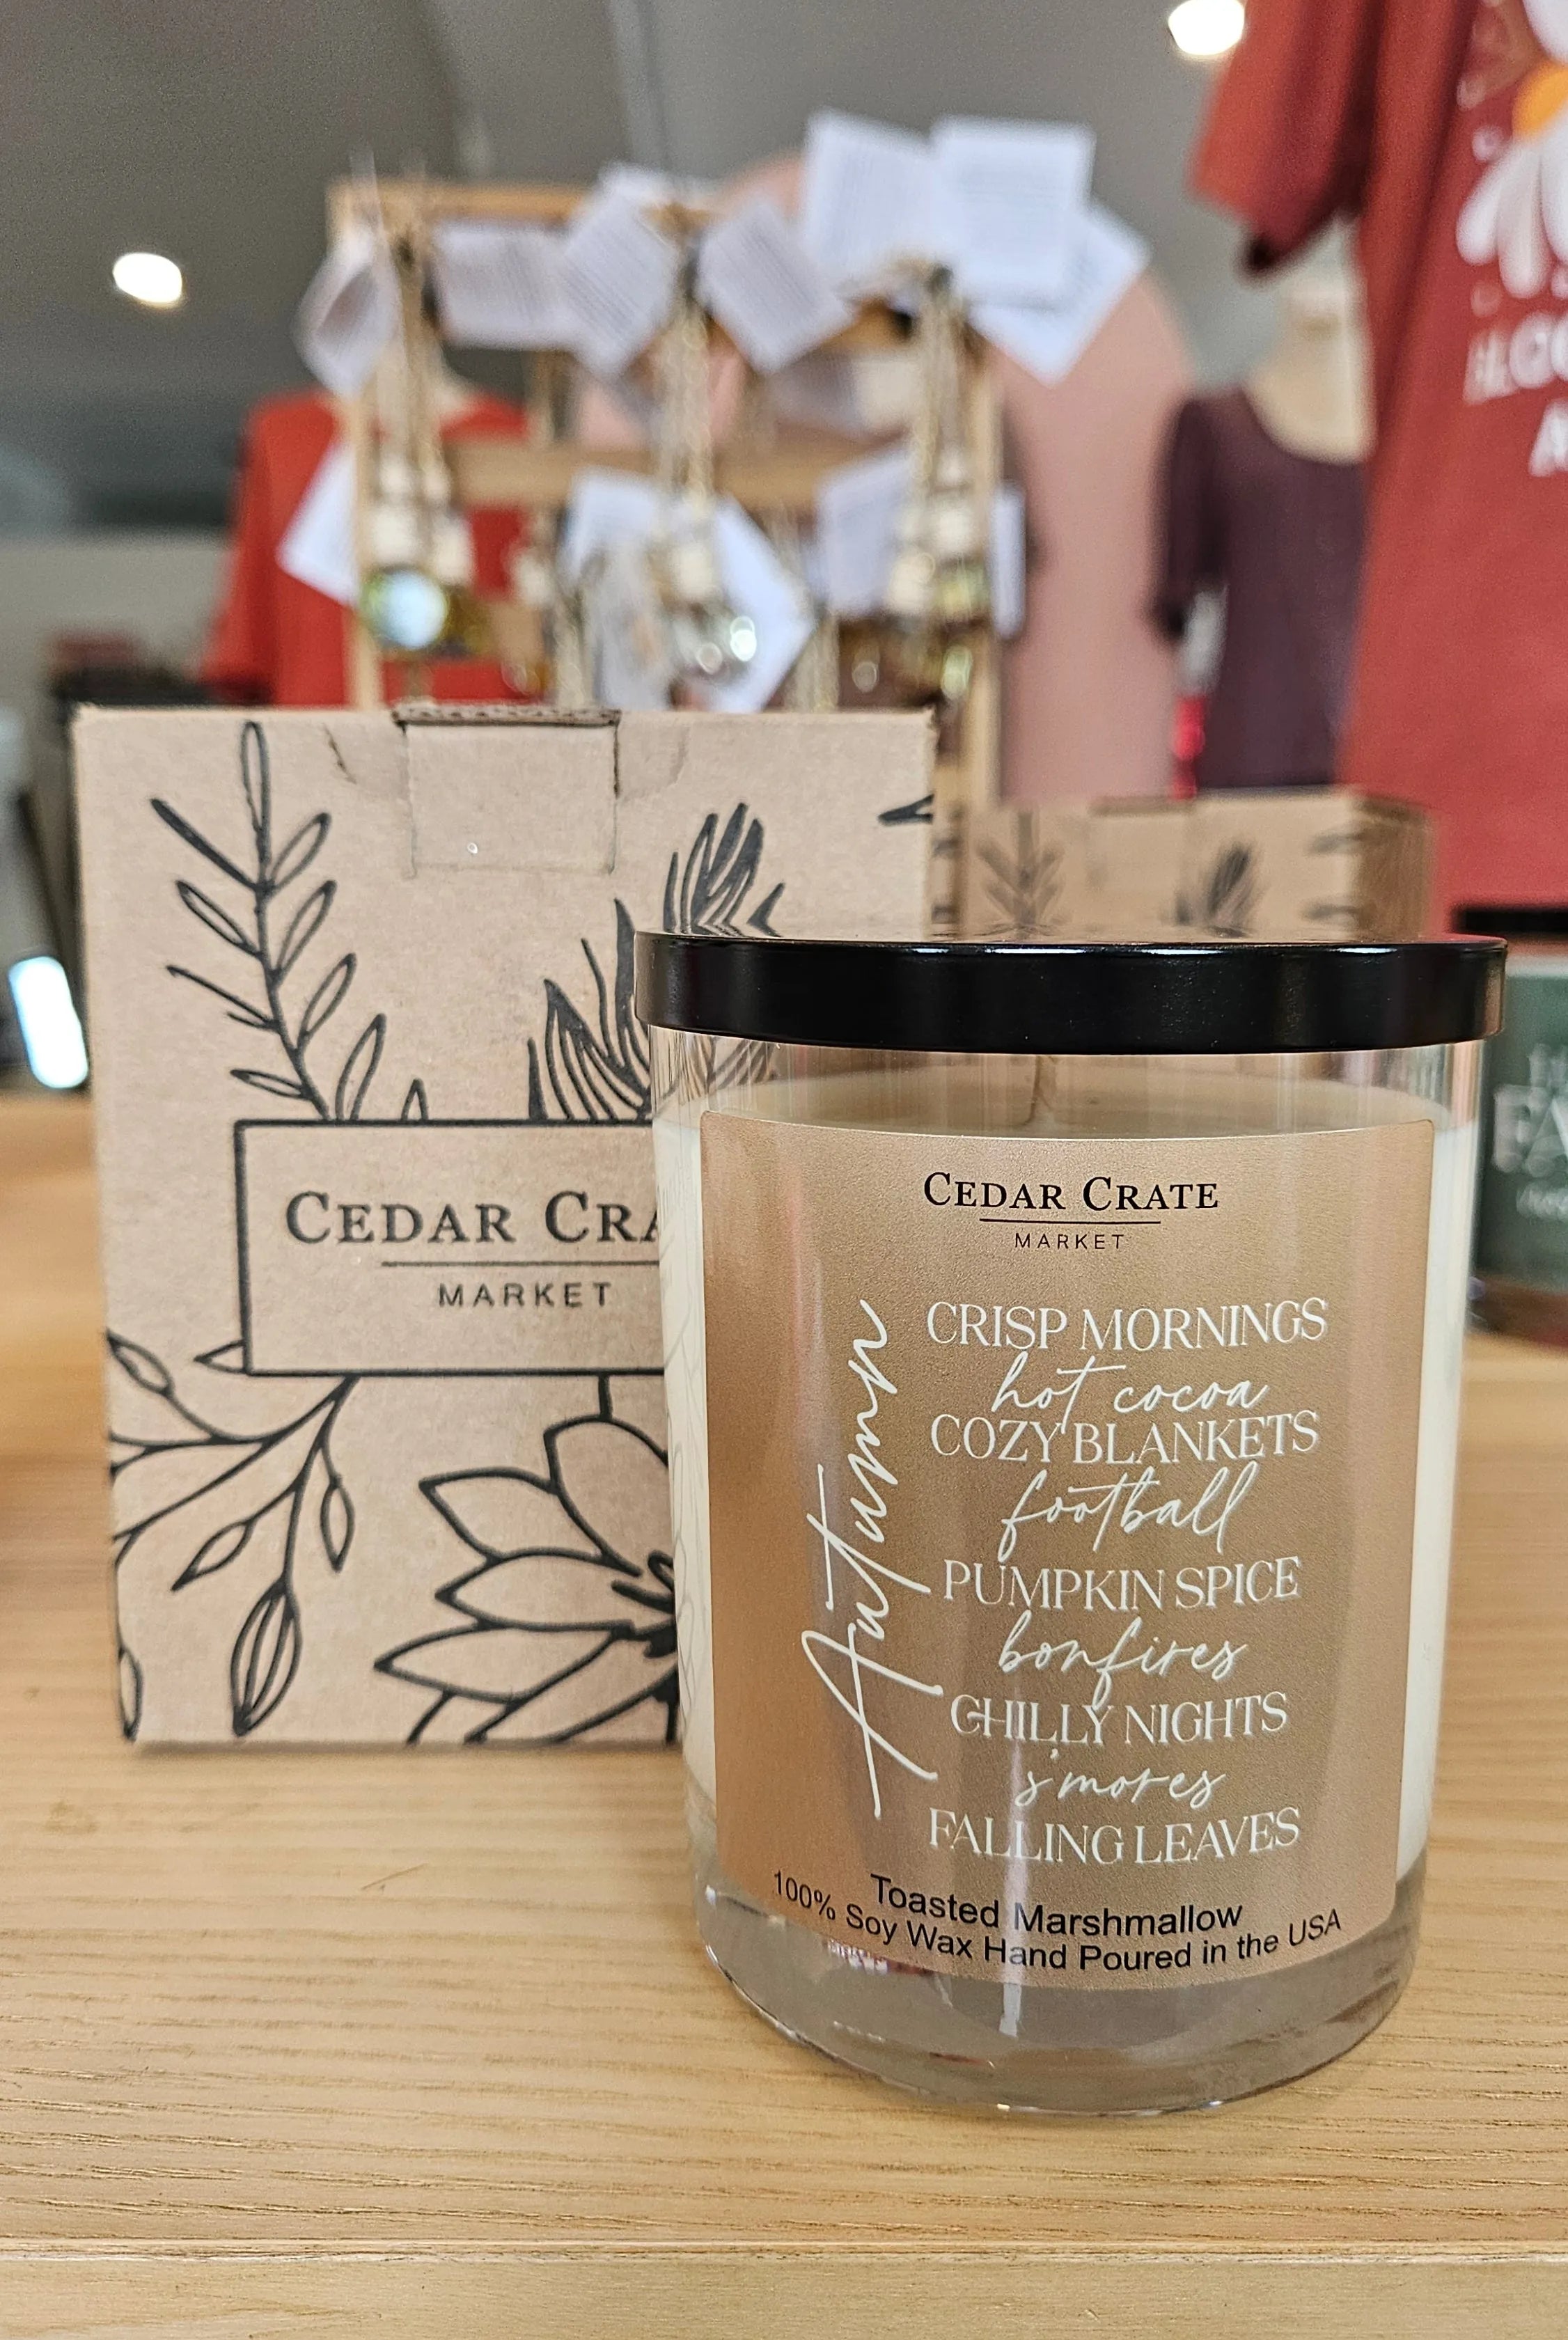 CEDAR CRA
MARKET
CEDAR CRATE
MARKET
Autumn
CRISP MORNINGS
hot cocoa
COZY BLANKETS
football
PUMPKIN SPICE
bonfires
CHILLY NIGHTS
s'mores
FALLING LEAVES
Toasted Marshmallow
100% Soy Wax Hand Poured in the USA